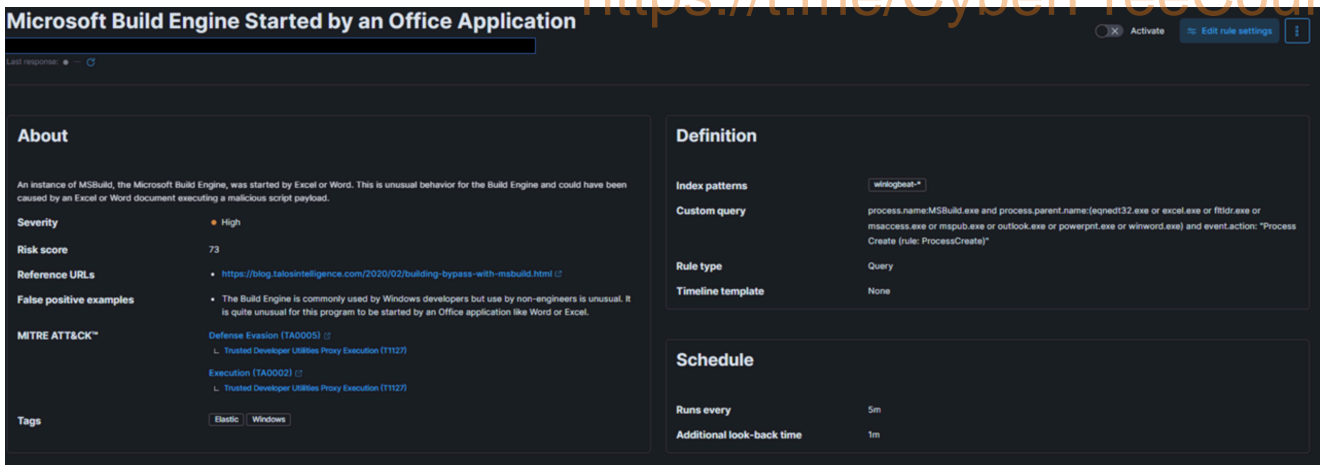 https://t.me/CyberFreeCour
Microsoft Build Engine Started by an Office Application
Activate
Edit rule settings
Last response: ● —
About
An instance of MSBuild, the Microsoft Build Engine, was started by Excel or Word. This is unusual behavior for the Build Engine and could have been
caused by an Excel or Word document executing a malicious script payload.
Severity
High
Risk score
73
Reference URLs
• https://blog.talosintelligence.com/2020/02/building-bypass-with-msbuild.html
False positive examples
• The Build Engine is commonly used by Windows developers but use by non-engineers is unusual. It
is quite unusual for this program to be started by an Office application like Word or Excel.
MITRE ATT&CK™
Defense Evasion (TA0005)
Trusted Developer Utilities Proxy Execution (T1127)
Execution (TA0002)
Trusted Developer Utilities Proxy Execution (T1127)
Tags
Elastic Windows
Definition
Index patterns
winlogbeat-*
Custom query
process.name:MSBuild.exe and process.parent.name:(eqnedt32.exe or excel.exe or fltldr.exe or
msaccess.exe or mspub.exe or outlook.exe or powerpnt.exe or winword.exe) and event.action: "Process
Create (rule: ProcessCreate)"
Rule type
Query
Timeline template
None
Schedule
Runs every
5m
Additional look-back time
1m